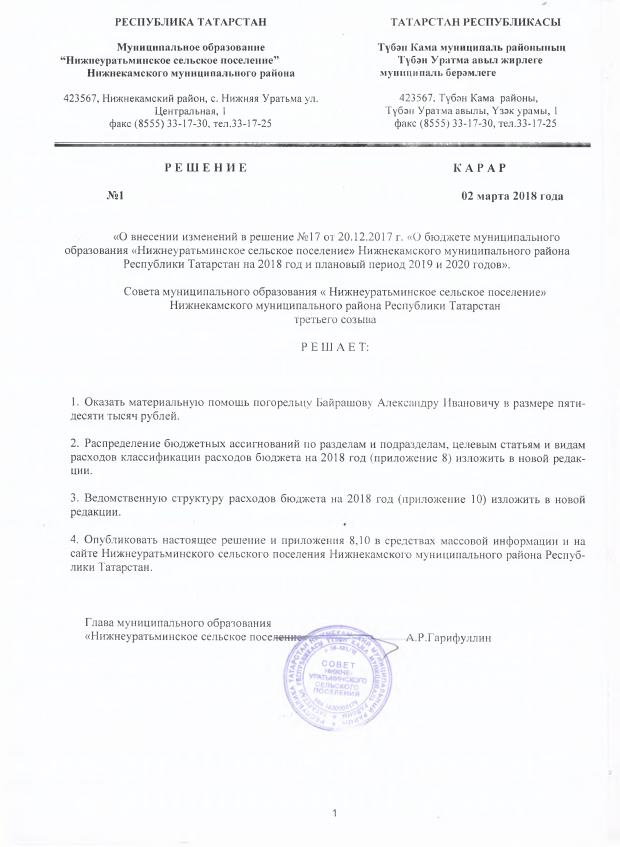 РЕСПУБЛИКА ТАТАРСТАН
Муниципальное образование
“Нижнеуратьминское сельское поселение”
Нижнекамского муниципального района
423567, Нижнекамский район, с. Нижняя Уратьма ул.
Центральная, 1
факс (8555) 33-17-30, тел.33-17-25
ТАТАРСТАН РЕСПУБЛИКАСЫ
Түбән Кама муниципаль районының
Түбән Уратма авыл җирлеге
муниципаль берәмлеге
423567, Түбән Кама районы,
Түбән Уратма авылы, Үзәк урамы, 1
факс (8555) 33-17-30, тел.33-17-25
Р Е Ш Е Н И Е
К А Р А Р
№1
02 марта 2018 года
«О внесении изменений в решение №17 от 20.12.2017 г. «О бюджете муниципального
образования «Нижнеуратьминское сельское поселение» Нижнекамского муниципального района
Республики Татарстан на 2018 год и плановый период 2019 и 2020 годов».
Совета муниципального образования « Нижнеуратьминское сельское поселение»
Нижнекамского муниципального района Республики Татарстан
третьего созыва
Р Е Ш А Е Т:
1. Оказать материальную помощь погорельцу Байрашову Александру Ивановичу в размере пяти-
десяти тысяч рублей.
2. Распределение бюджетных ассигнований по разделам и подразделам, целевым статьям и видам
расходов классификации расходов бюджета на 2018 год (приложение 8) изложить в новой редак-
ции.
3. Ведомственную структуру расходов бюджета на 2018 год (приложение 10) изложить в новой
редакции.
4. Опубликовать настоящее решение и приложения 8,10 в средствах массовой информации и на
сайте Нижнеуратьминского сельского поселения Нижнекамского муниципального района Респуб-
лики Татарстан.
Глава муниципального образования
«Нижнеуратьминское сельское поселение»
А.Р.Гарифуллин
СОВЕТ
НИЖНЕ-
УРАТЬМИНСКОГО
СЕЛЬСКОГО
ПОСЕЛЕНИЯ
1